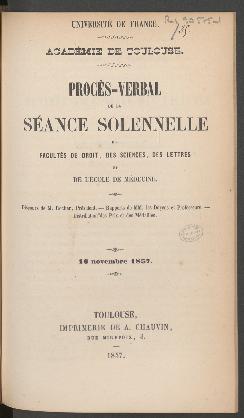 UNIVERSITÉ DE FRANCE.
ACADÉMIE DE TOULOUSE.
PROCÈS-VERBAL
DE LA
SÉANCE SOLENNELLE
FACULTÉS DE DROIT, DES SCIENCES, DES LETTRES
ET
DE L'ÉCOLE DE MÉDECINE.
Discours de M. Président. — Rapports de MM. les Doyens et Professeurs. —
Distribution des Prix et des Médailles.
16 novembre 1857.
TOULOUSE,
IMPRIMERIE DE A. CHAUVIN,
RUE MIREPOIX, 3.
1857.